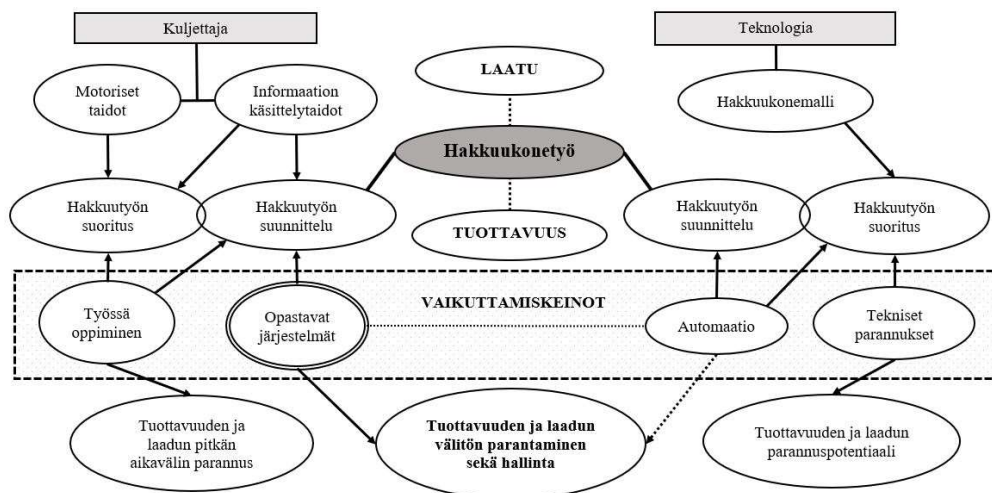 Kuljettaja
Teknologia
LAATU
Motoriset
taidot
Informaation
käsittelytaidot
Hakkuukonemalli
Hakkuukonetyö
Hakkuutyön
suoritus
Hakkuutyön
suunnittelu
Hakkuutyön
suunnittelu
Hakkuutyön
suoritus
TUOTTAVUUS
VAIKUTTAMISKEINOT
Työssä
oppiminen
Opastavat
järjestelmät
Automaatio
Tekniset
parannukset
Tuottavuuden ja
laadun pitkän
aikavälin parannus
Tuottavuuden ja laadun
välitön parantaminen
sekä hallinta
Tuottavuuden ja laadun
parannuspotentiaali